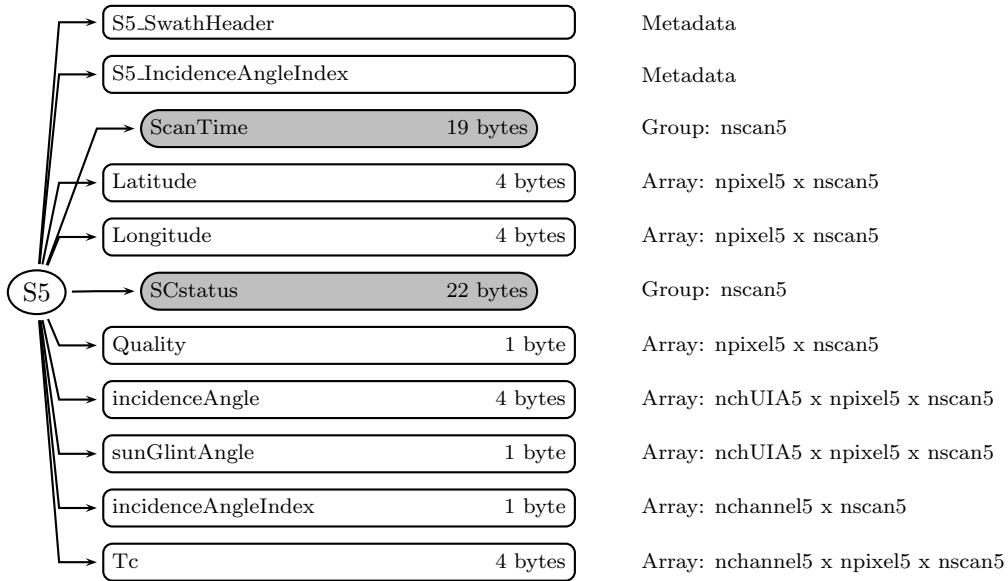 S5_SwathHeader Metadata
S5_IncidenceAngleIndex Metadata
ScanTime 19 bytes Group: nscan5
Latitude 4 bytes Array: npixel5 x nscan5
Longitude 4 bytes Array: npixel5 x nscan5
S5 SCstatus 22 bytes Group: nscan5
Quality 1 byte Array: npixel5 x nscan5
incidenceAngle 4 bytes Array: nchUIA5 x npixel5 x nscan5
sunGlintAngle 1 byte Array: nchUIA5 x npixel5 x nscan5
incidenceAngleIndex 1 byte Array: nchannel5 x nscan5
Tc 4 bytes Array: nchannel5 x npixel5 x nscan5